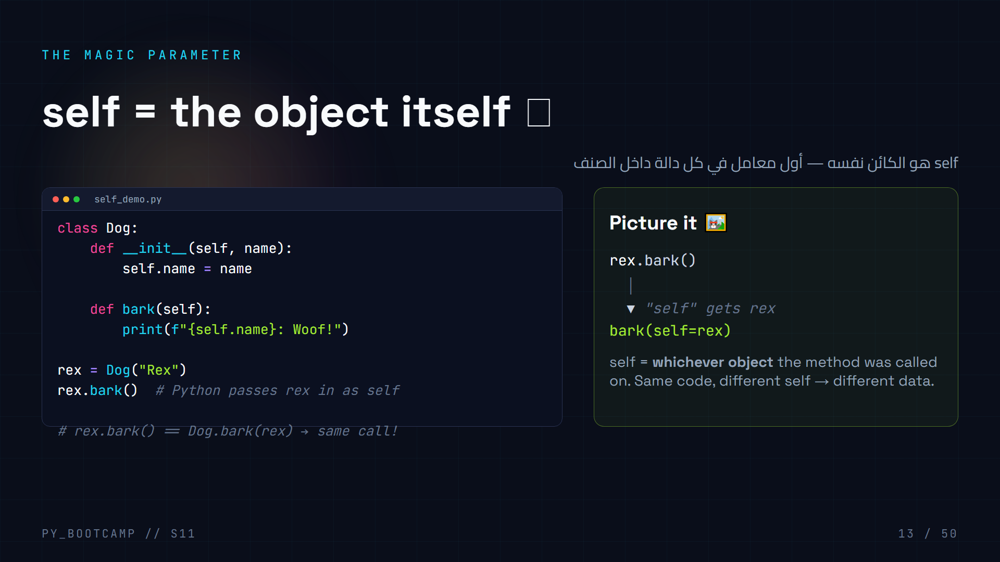 THE MAGIC PARAMETER
self = the object itself
self هو الكائن نفسه — أول معامل في كل دالة داخل الصنف
self_demo.py
class Dog:
    def __init__(self, name):
        self.name = name
    def bark(self):
        print(f"{self.name}: Woof!")
rex = Dog("Rex")
rex.bark()  # Python passes rex in as self
# rex.bark() == Dog.bark(rex) → same call!
Picture it 🖼️
rex.bark()
│
▼ "self" gets rex
bark(self=rex)
self = whichever object the method was called
on. Same code, different self → different data.
PY_BOOTCAMP // S11
13 / 50